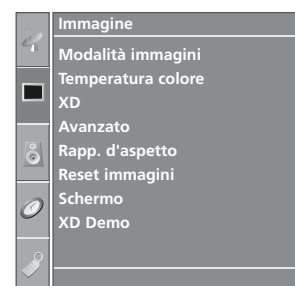 Immagine
Modalità immagini
Temperatura colore
XD
Avanzato
Rapp. d'aspetto
Reset immagini
Schermo
XD Demo